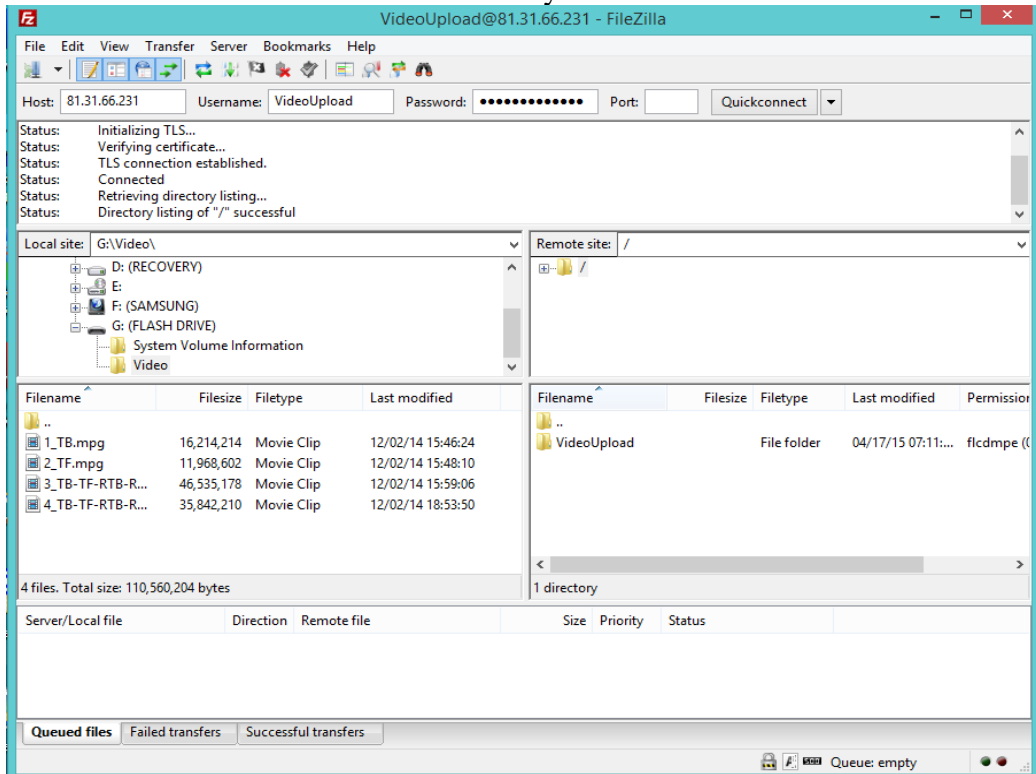 VideoUpload@81.31.66.231 - FileZilla
File Edit View Transfer Server Bookmarks Help
Host: 81.31.66.231 Username: VideoUpload Password: ●●●●●●●●●●●●● Port: Quickconnect
Status: Initializing TLS...
Status: Verifying certificate...
Status: TLS connection established.
Status: Connected
Status: Retrieving directory listing...
Status: Directory listing of "/" successful
Local site: G:\Video\ Remote site: /
D: (RECOVERY) /
E:
F: (SAMSUNG)
G: (FLASH DRIVE)
System Volume Information
Video
Filename Filesize Filetype Last modified Filename Filesize Filetype Last modified Permission
.. ..
1_TB.mpg 16,214,214 Movie Clip 12/02/14 15:46:24 VideoUpload File folder 04/17/15 07:11:... flcdmpe (0
2_TF.mpg 11,968,602 Movie Clip 12/02/14 15:48:10
3_TB-TF-RTB-R... 46,535,178 Movie Clip 12/02/14 15:59:06
4_TB-TF-RTB-R... 35,842,210 Movie Clip 12/02/14 18:53:50
4 files. Total size: 110,560,204 bytes 1 directory
Server/Local file Direction Remote file Size Priority Status
Queued files Failed transfers Successful transfers
Queue: empty